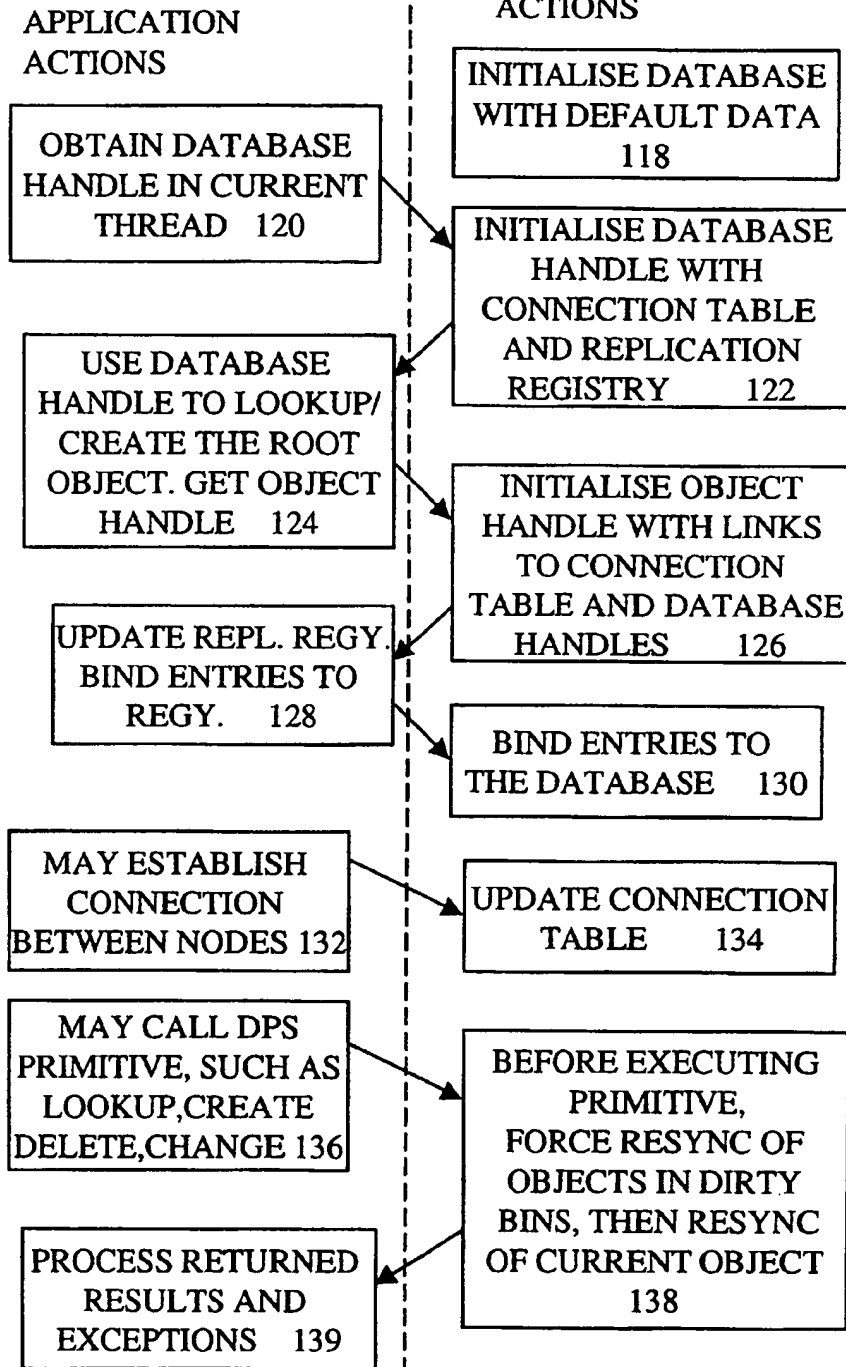 APPLICATION
ACTIONS
ACTIONS
INITIALISE DATABASE
WITH DEFAULT DATA
118
OBTAIN DATABASE
HANDLE IN CURRENT
THREAD 120
INITIALISE DATABASE
HANDLE WITH
CONNECTION TABLE
AND REPLICATION
REGISTRY 122
USE DATABASE
HANDLE TO LOOKUP/
CREATE THE ROOT
OBJECT. GET OBJECT
HANDLE 124
INITIALISE OBJECT
HANDLE WITH LINKS
TO CONNECTION
TABLE AND DATABASE
HANDLES 126
UPDATE REPL. REGY.
BIND ENTRIES TO
REGY. 128
BIND ENTRIES TO
THE DATABASE 130
MAY ESTABLISH
CONNECTION
BETWEEN NODES 132
UPDATE CONNECTION
TABLE 134
MAY CALL DPS
PRIMITIVE, SUCH AS
LOOKUP,CREATE
DELETE,CHANGE 136
BEFORE EXECUTING
PRIMITIVE,
FORCE RESYNC OF
OBJECTS IN DIRTY
BINS, THEN RESYNC
OF CURRENT OBJECT
138
PROCESS RETURNED
RESULTS AND
EXCEPTIONS 139